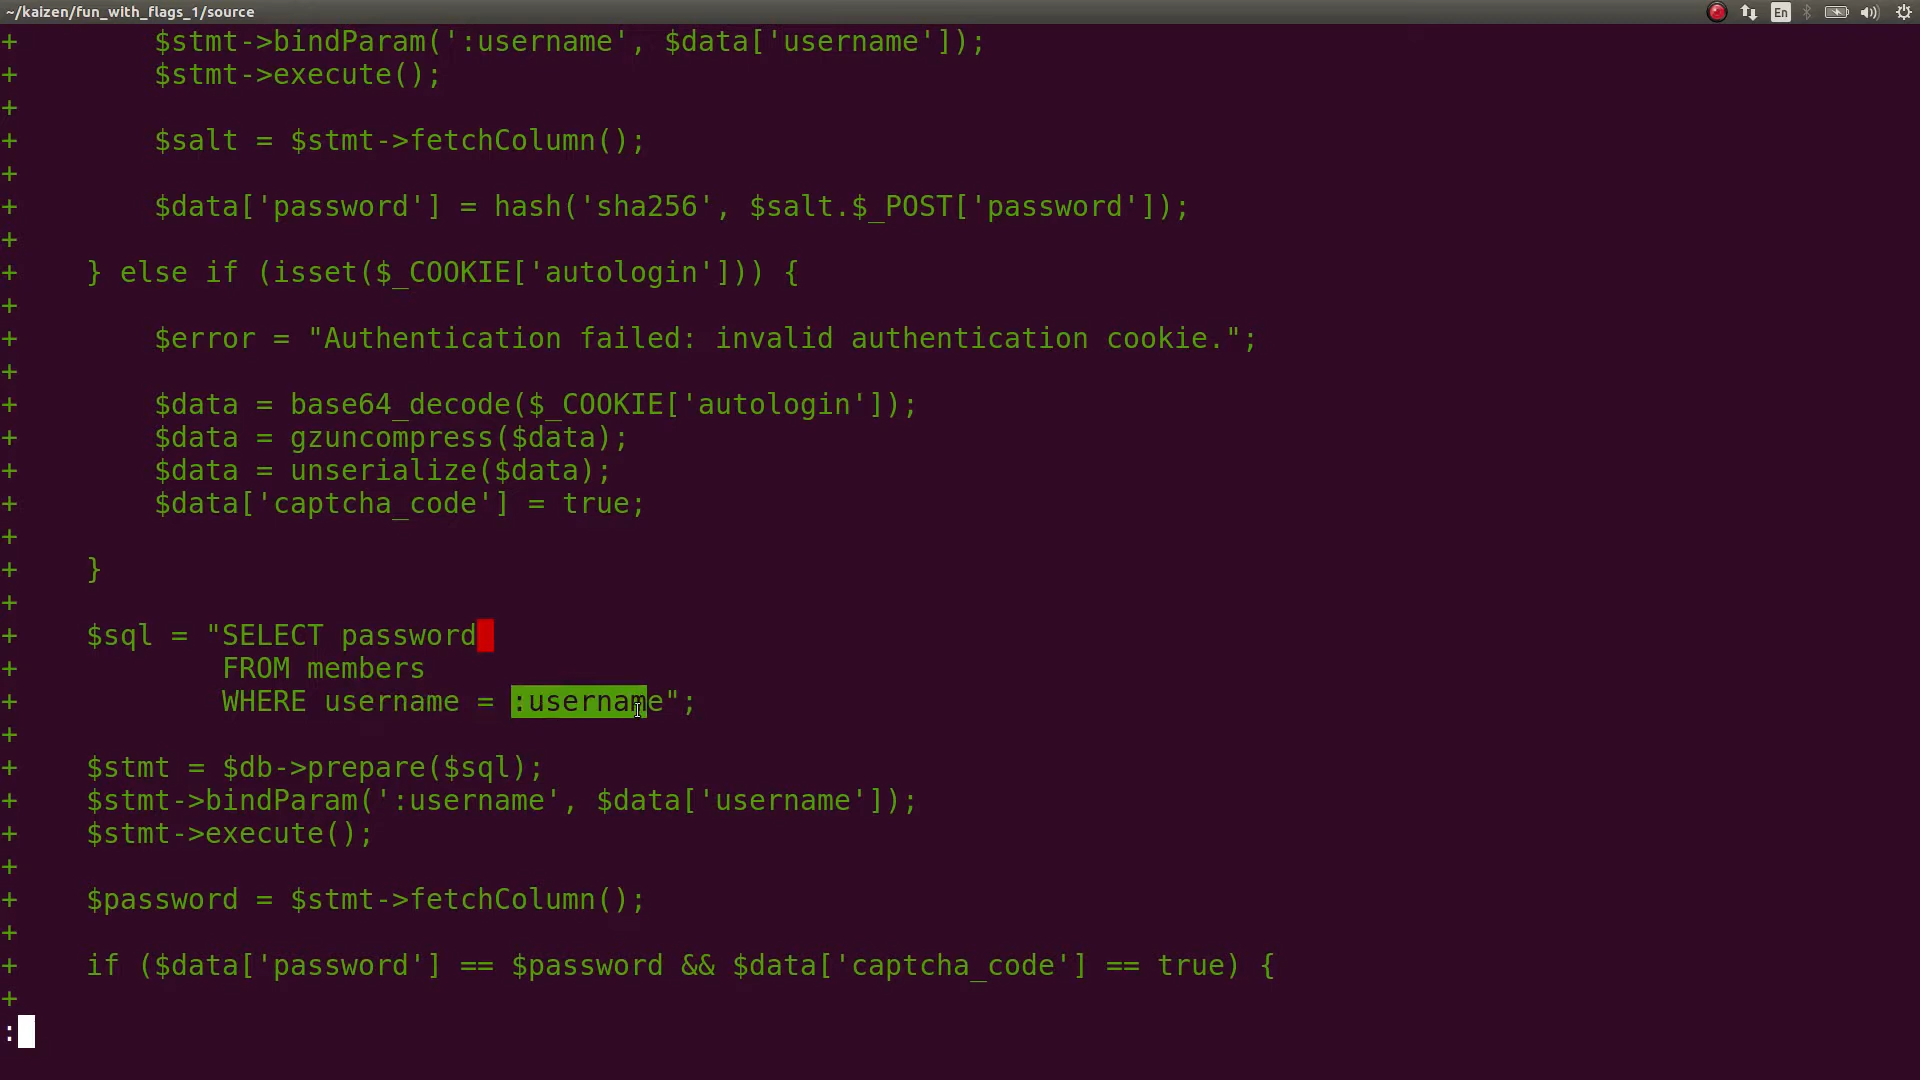 ~/kaizen/fun_with_flags_1/source
En
+        $stmt->bindParam(':username', $data['username']);
+        $stmt->execute();
+
+        $salt = $stmt->fetchColumn();
+
+        $data['password'] = hash('sha256', $salt.$_POST['password']);
+
+    } else if (isset($_COOKIE['autologin'])) {
+
+        $error = "Authentication failed: invalid authentication cookie.";
+
+        $data = base64_decode($_COOKIE['autologin']);
+        $data = gzuncompress($data);
+        $data = unserialize($data);
+        $data['captcha_code'] = true;
+
+    }
+
+    $sql = "SELECT password
+            FROM members
+            WHERE username = :username";
+
+    $stmt = $db->prepare($sql);
+    $stmt->bindParam(':username', $data['username']);
+    $stmt->execute();
+
+    $password = $stmt->fetchColumn();
+
+    if ($data['password'] == $password && $data['captcha_code'] == true) {
+
: